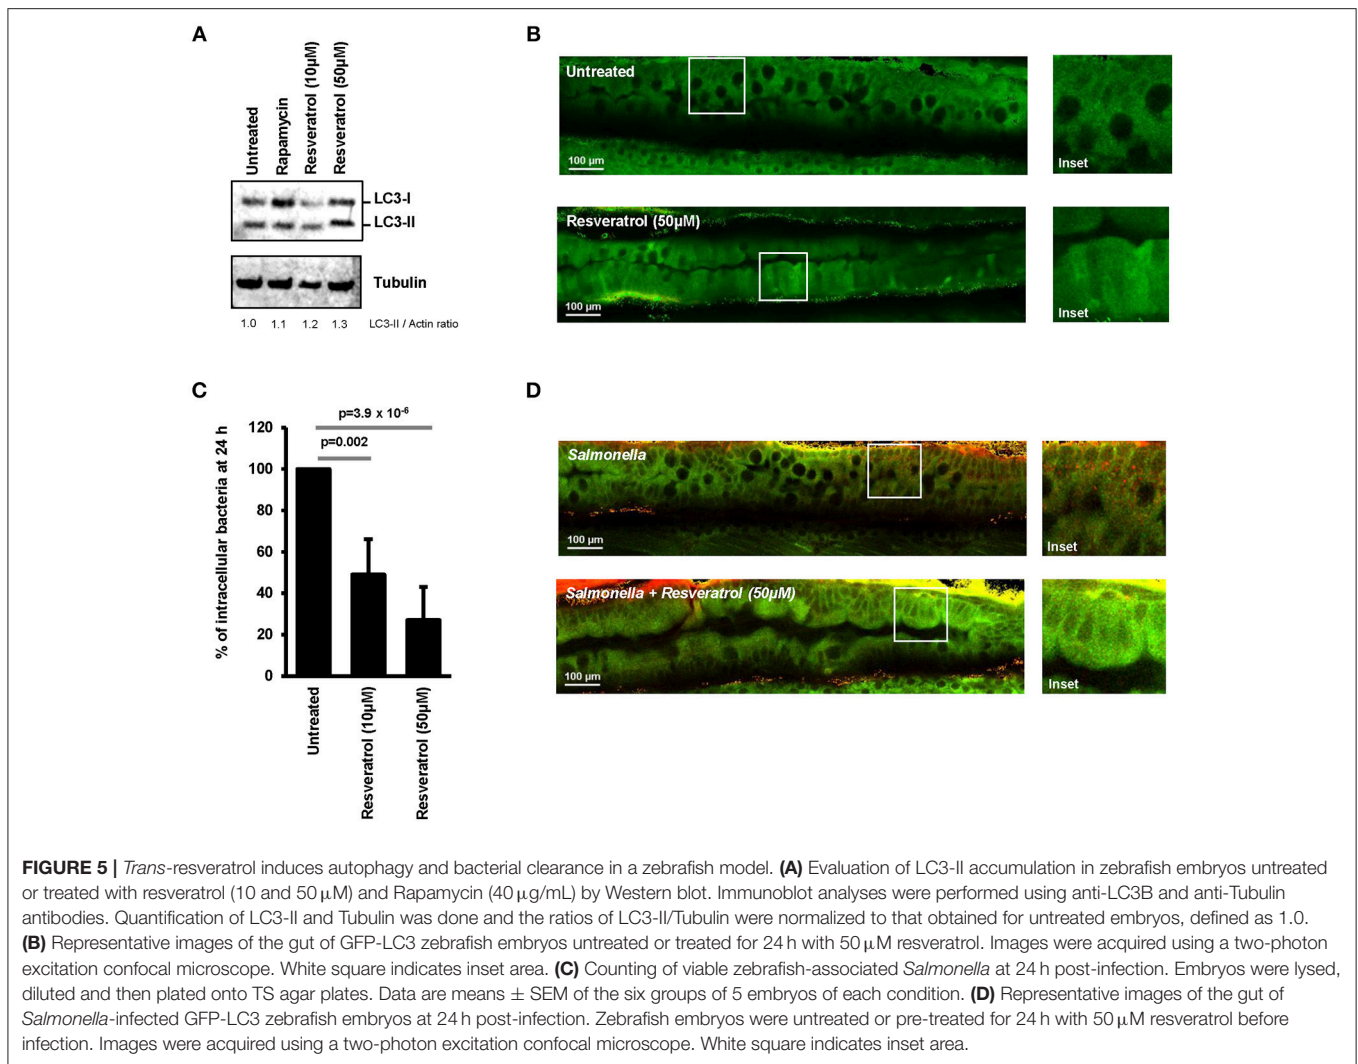 A
Untreated
Rapamycin
Resveratrol (10µM)
Resveratrol (50µM)
LC3-I
LC3-II
Tubulin
1.0 1.1 1.2 1.3 LC3-II / Actin ratio
B
Untreated
100 µm
Inset
Resveratrol (50µM)
100 µm
Inset
C
% of intracellular bacteria at 24 h
p=3.9 x 10⁻⁶
p=0.002
120
100
80
60
40
20
0
Untreated
Resveratrol (10µM)
Resveratrol (50µM)
D
Salmonella
100 µm
Inset
Salmonella + Resveratrol (50µM)
100 µm
Inset
FIGURE 5 | Trans-resveratrol induces autophagy and bacterial clearance in a zebrafish model. (A) Evaluation of LC3-II accumulation in zebrafish embryos untreated
or treated with resveratrol (10 and 50 µM) and Rapamycin (40 µg/mL) by Western blot. Immunoblot analyses were performed using anti-LC3B and anti-Tubulin
antibodies. Quantification of LC3-II and Tubulin was done and the ratios of LC3-II/Tubulin were normalized to that obtained for untreated embryos, defined as 1.0.
(B) Representative images of the gut of GFP-LC3 zebrafish embryos untreated or treated for 24 h with 50 µM resveratrol. Images were acquired using a two-photon
excitation confocal microscope. White square indicates inset area. (C) Counting of viable zebrafish-associated Salmonella at 24 h post-infection. Embryos were lysed,
diluted and then plated onto TS agar plates. Data are means ± SEM of the six groups of 5 embryos of each condition. (D) Representative images of the gut of
Salmonella-infected GFP-LC3 zebrafish embryos at 24 h post-infection. Zebrafish embryos were untreated or pre-treated for 24 h with 50 µM resveratrol before
infection. Images were acquired using a two-photon excitation confocal microscope. White square indicates inset area.